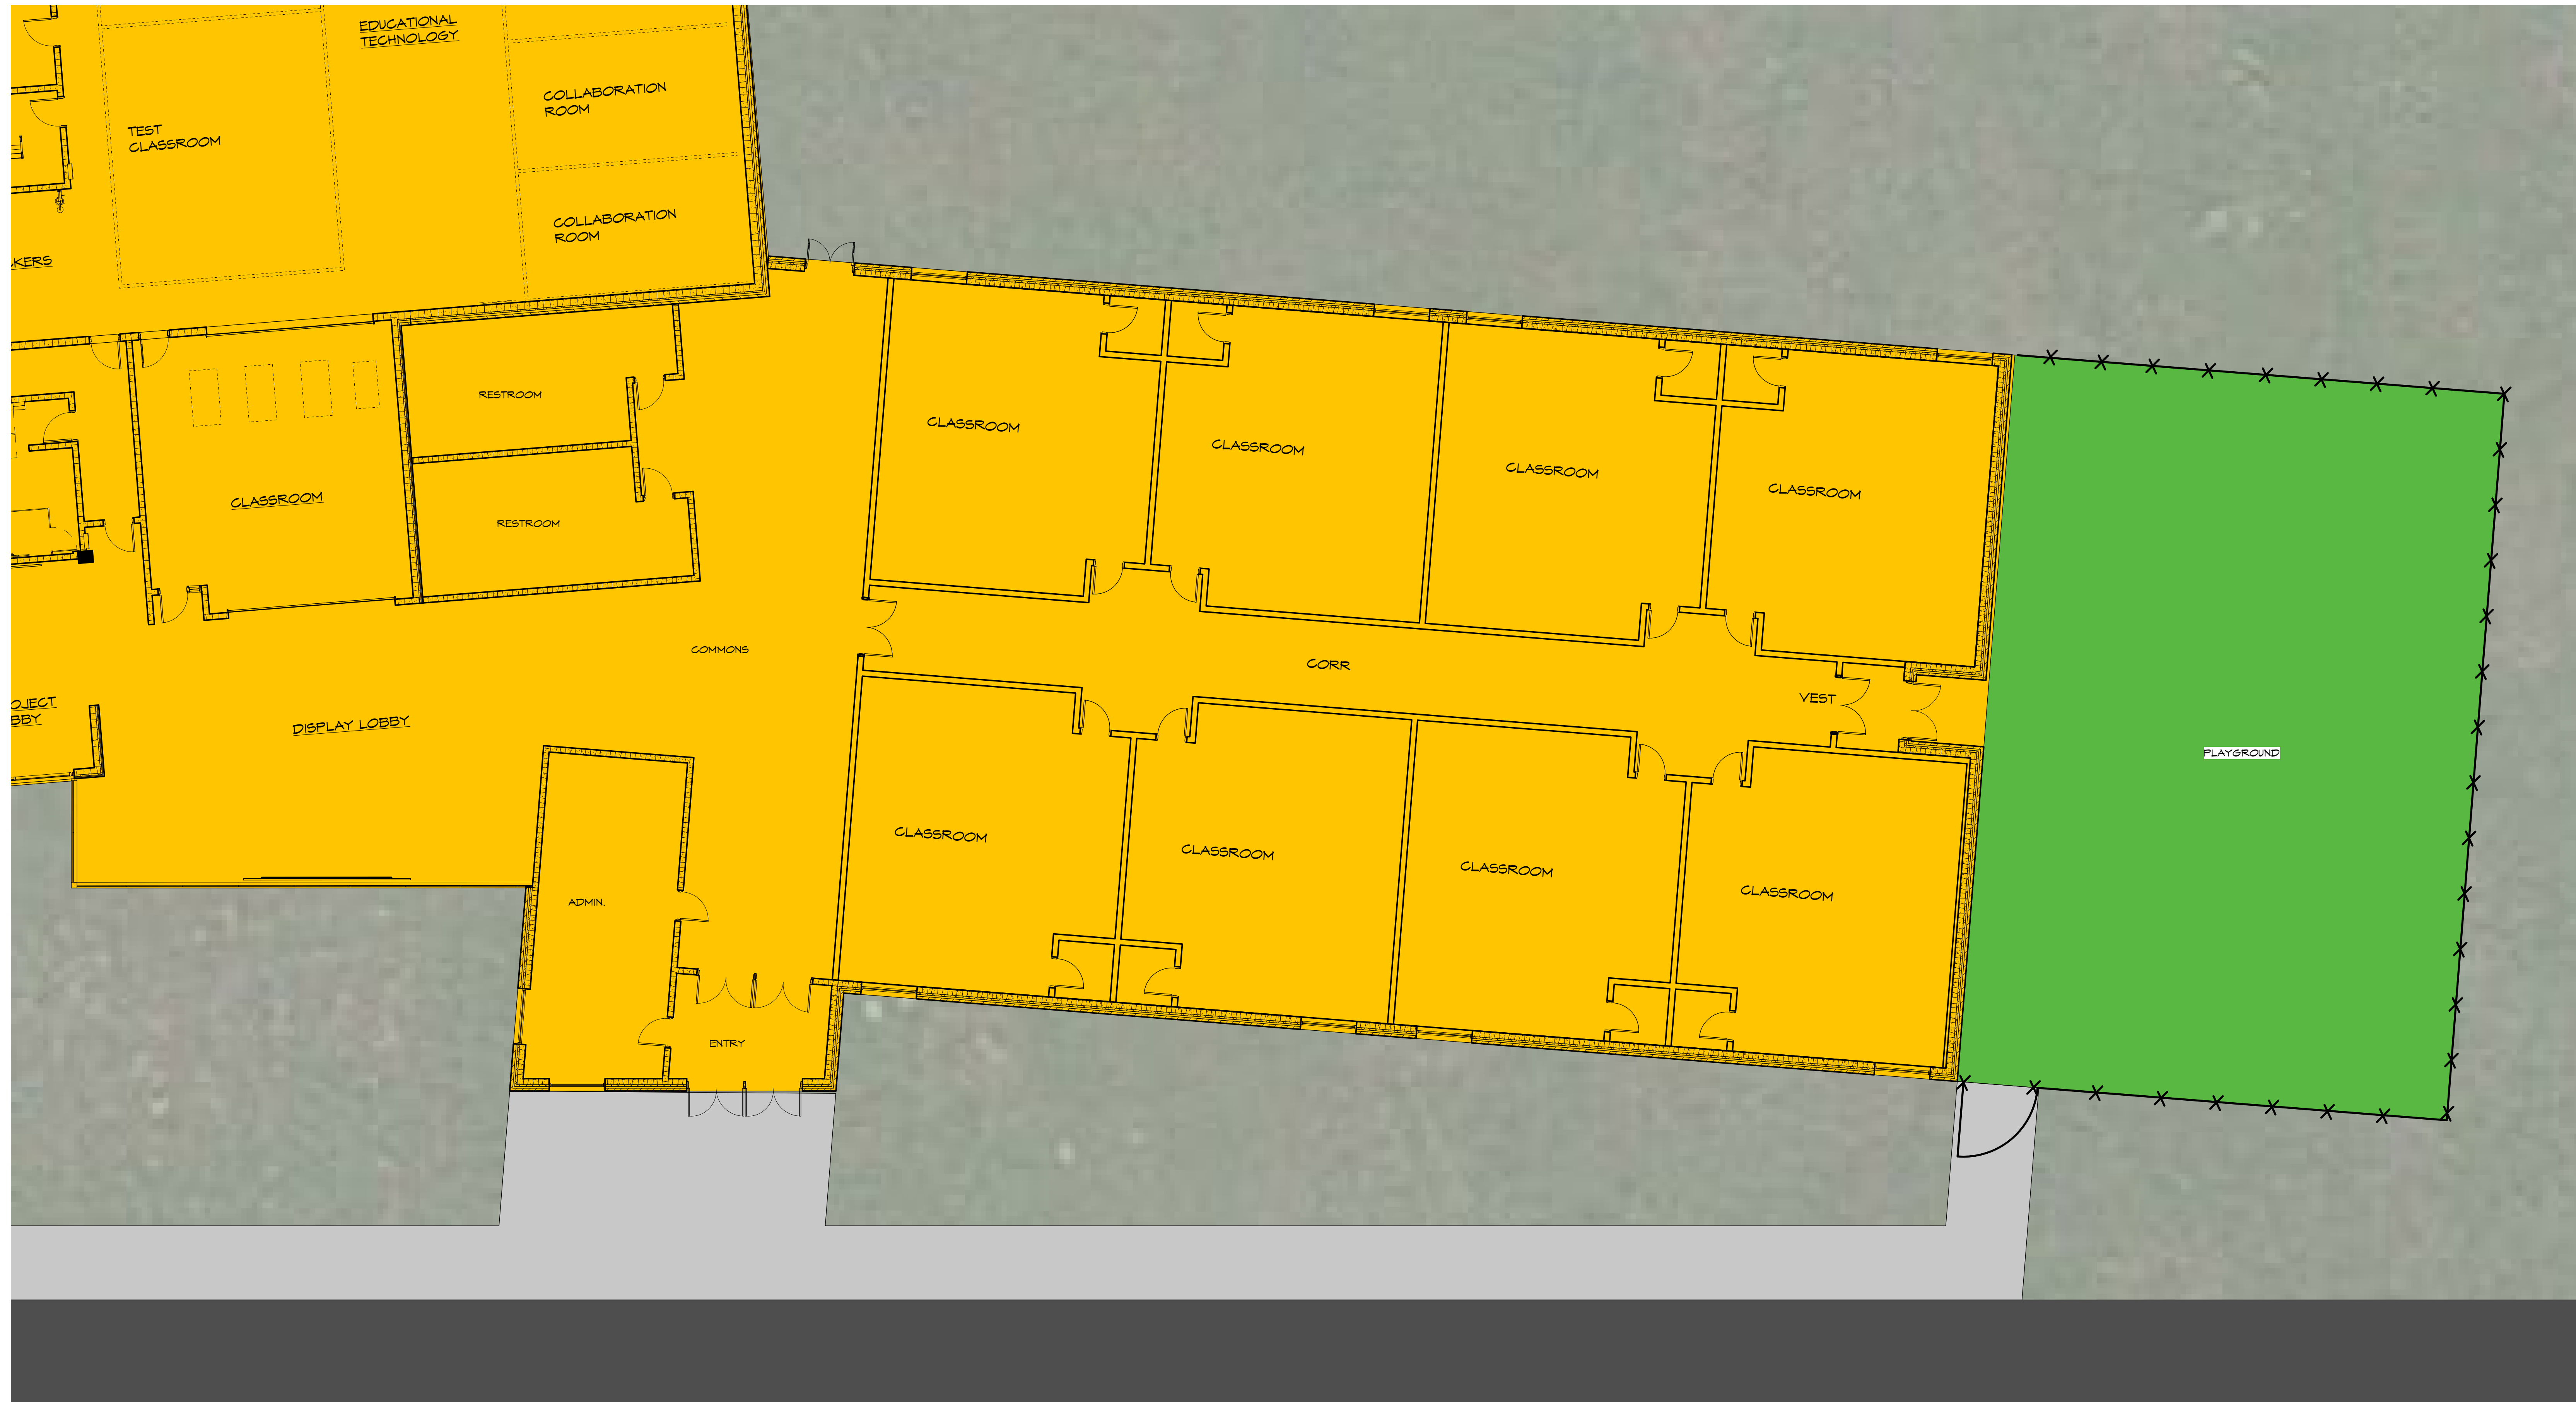 EDUCATIONAL
TECHNOLOGY
COLLABORATION
ROOM
TEST
CLASSROOM
COLLABORATION
ROOM
KERS
RESTROOM
CLASSROOM
CLASSROOM
CLASSROOM
CLASSROOM
CLASSROOM
RESTROOM
COMMONS
CORR
VEST
OJECT
BBY
DISPLAY LOBBY
PLAYGROUND
CLASSROOM
CLASSROOM
CLASSROOM
CLASSROOM
ADMIN.
ENTRY